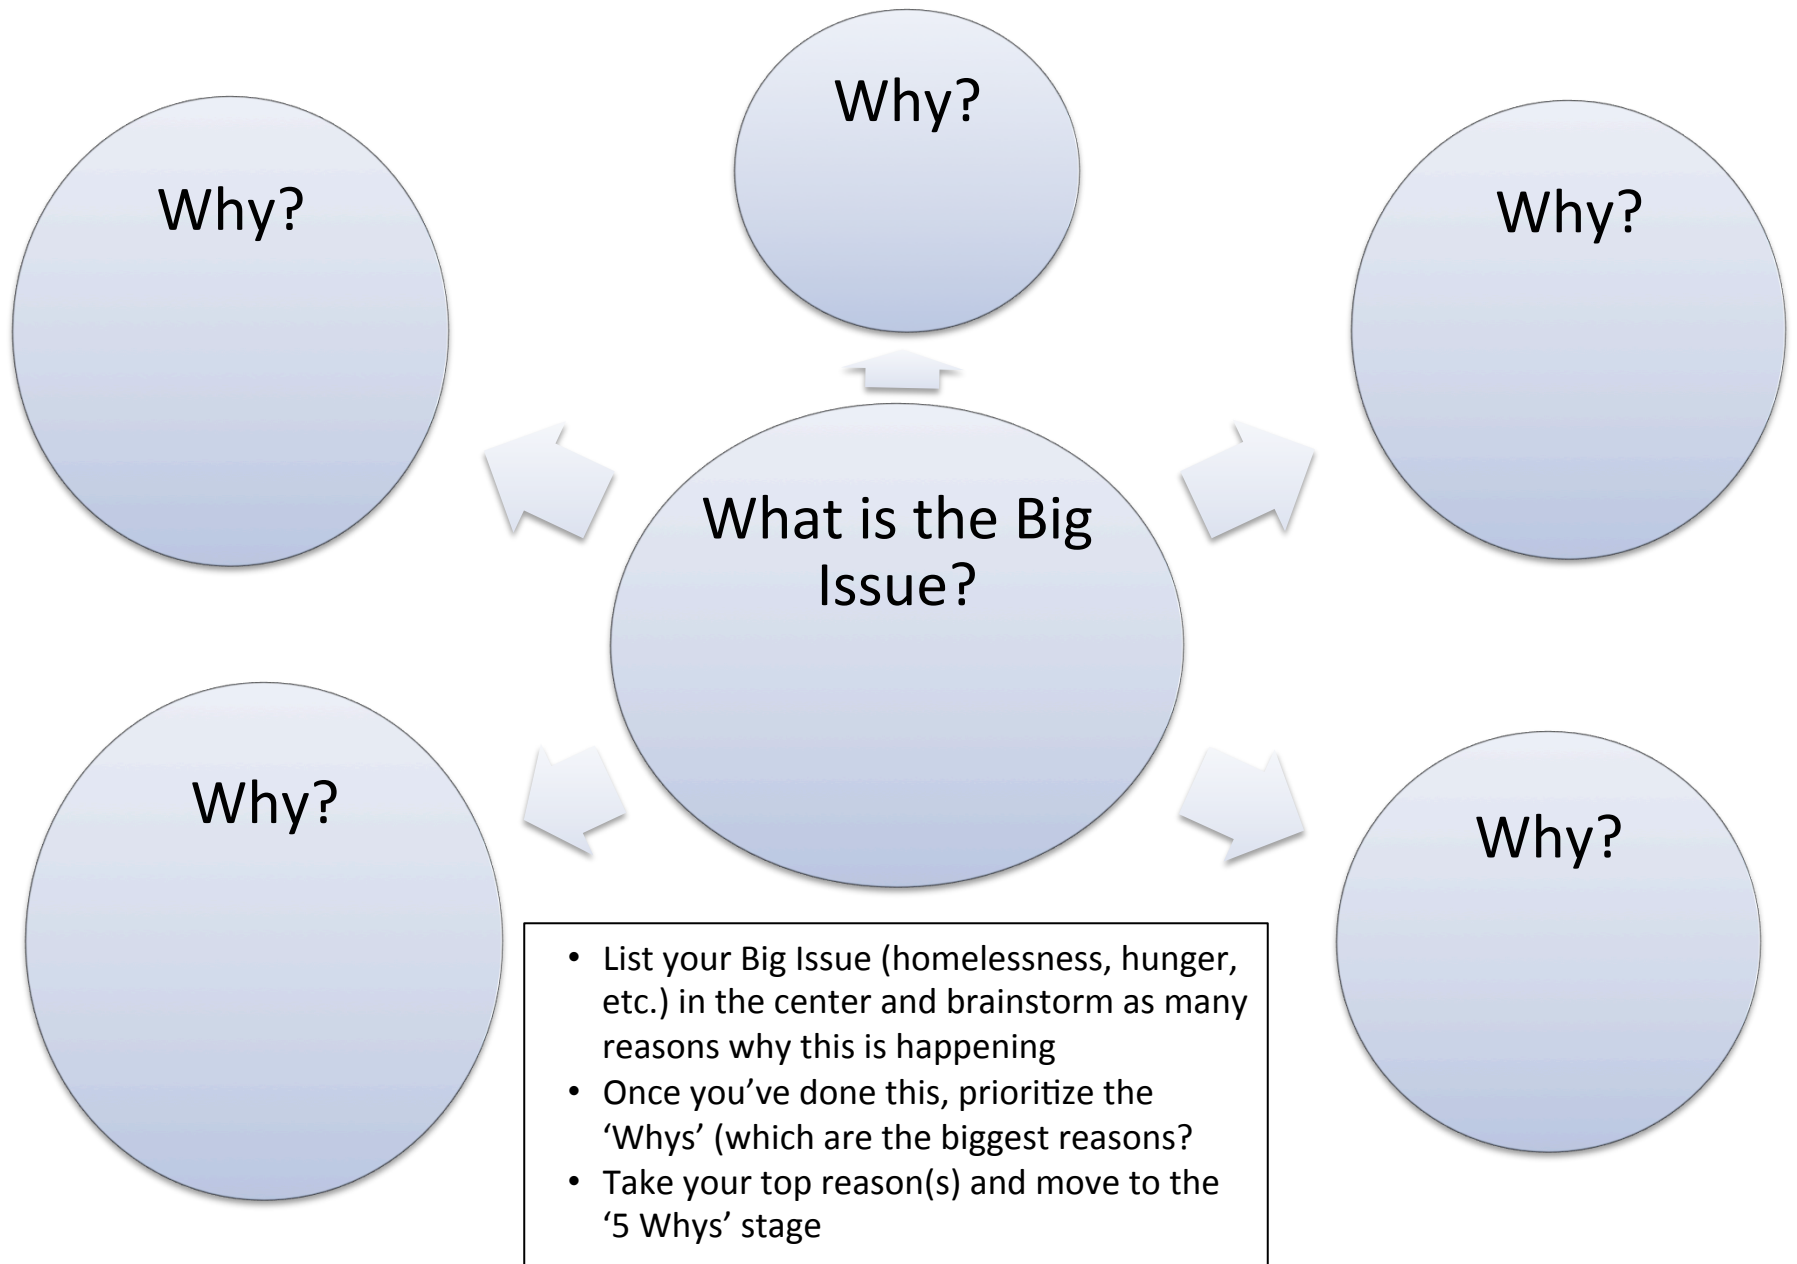 Why?
Why?
Why?
What is the Big
Issue?
Why?
Why?
• List your Big Issue (homelessness, hunger,
etc.) in the center and brainstorm as many
reasons why this is happening
• Once you’ve done this, prioritize the
‘Whys’ (which are the biggest reasons?
• Take your top reason(s) and move to the
‘5 Whys’ stage